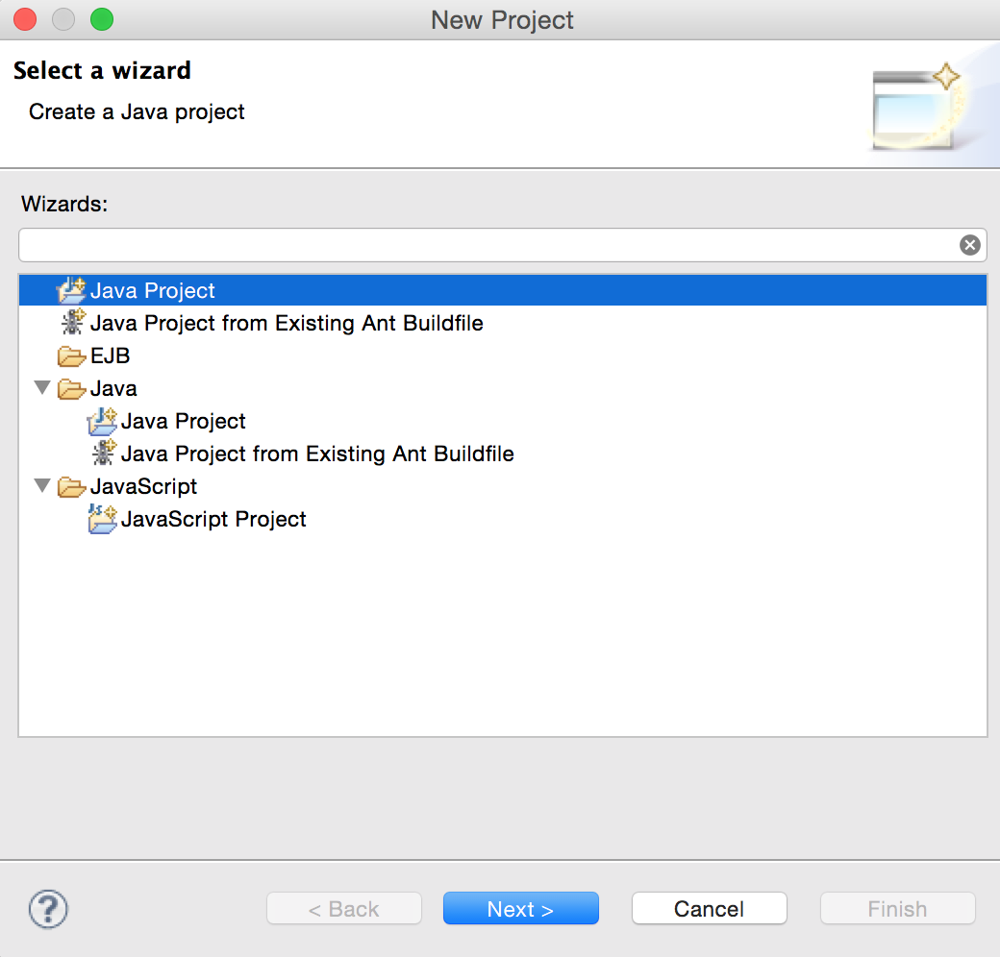 New Project
Select a wizard
Create a Java project
Wizards:
Java Project
Java Project from Existing Ant Buildfile
EJB
Java
Java Project
Java Project from Existing Ant Buildfile
JavaScript
JavaScript Project
? < Back Next > Cancel Finish